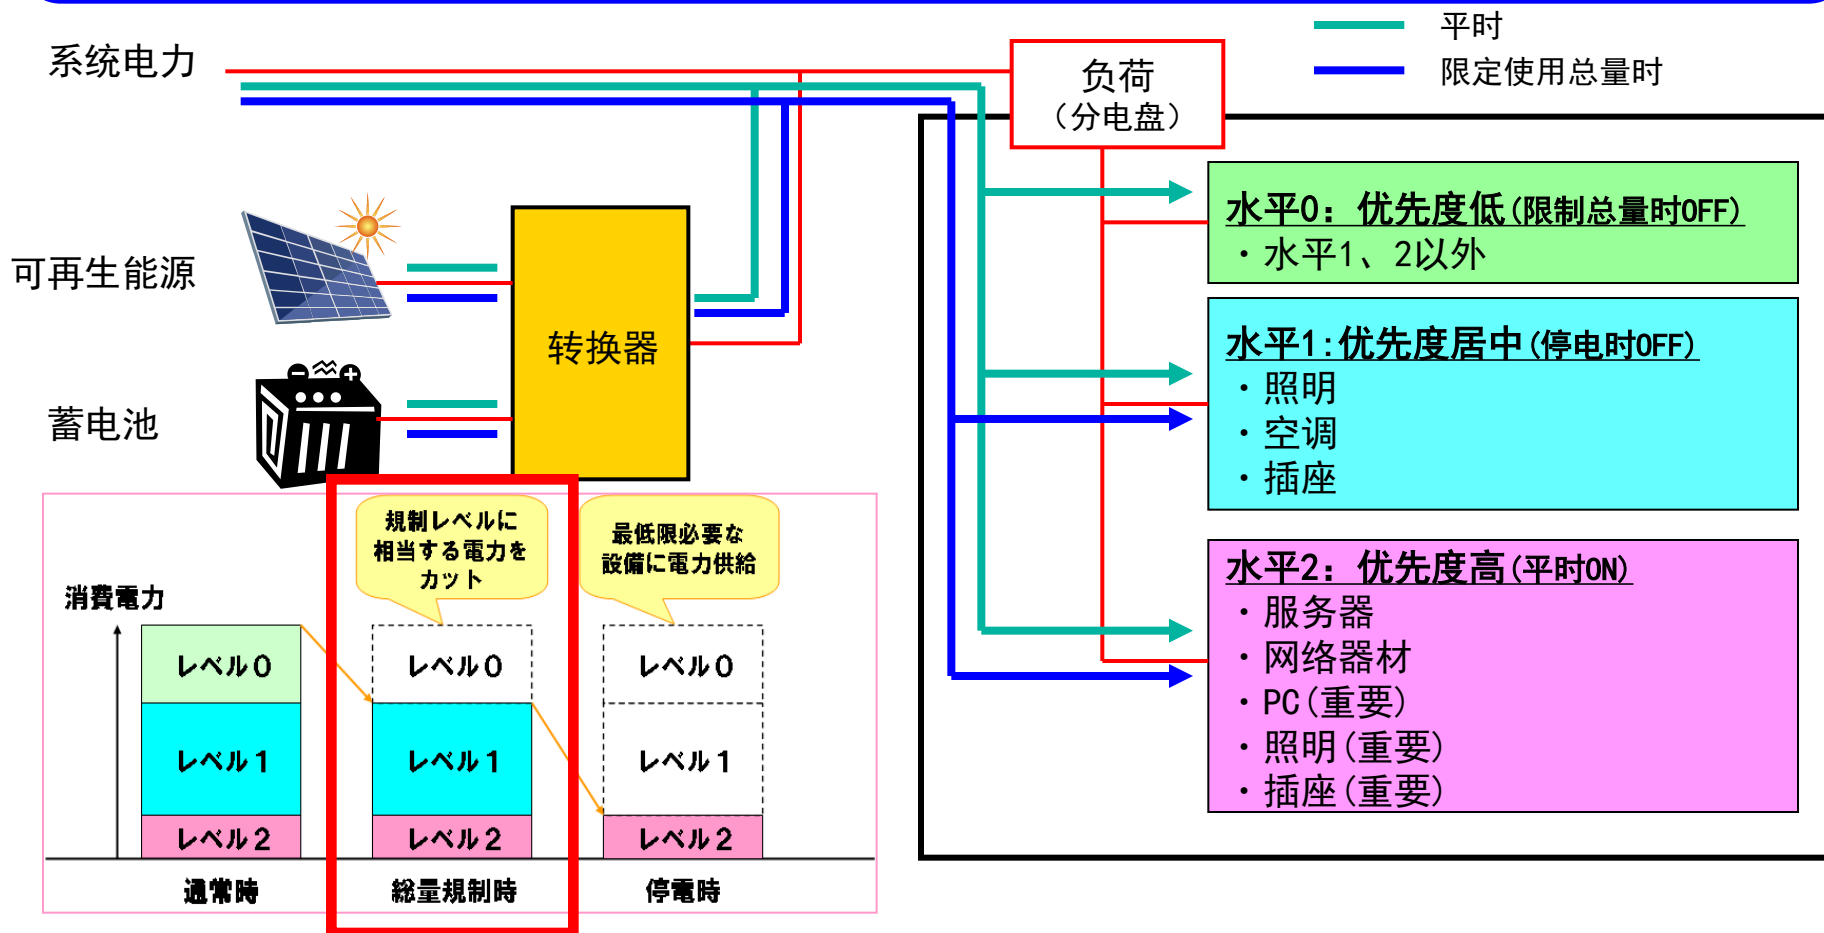 平时
限定使用总量时
系统电力
负荷
（分电盘）
可再生能源
转换器
蓄电池
水平0：优先度低(限制总量时OFF)
・水平1、2以外
水平1:优先度居中(停电时OFF)
・照明
・空调
・插座
水平2：优先度高(平时ON)
・服务器
・网络器材
・PC(重要)
・照明(重要)
・插座(重要)
規制レベルに
相当する電力を
カット
最低限必要な
設備に電力供給
消費電力
レベル0
レベル1
レベル2
レベル0
レベル1
レベル2
レベル0
レベル1
レベル2
通常時
総量規制時
停電時